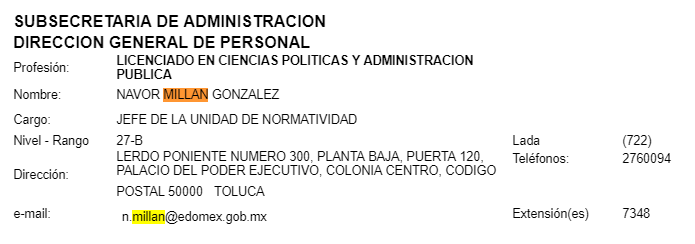 SUBSECRETARIA DE ADMINISTRACION
DIRECCION GENERAL DE PERSONAL
Profesión: LICENCIADO EN CIENCIAS POLITICAS Y ADMINISTRACION
PUBLICA
Nombre: NAVOR MILLAN GONZALEZ
Cargo: JEFE DE LA UNIDAD DE NORMATIVIDAD
Nivel - Rango 27-B Lada (722)
Dirección: LERDO PONIENTE NUMERO 300, PLANTA BAJA, PUERTA 120, Teléfonos: 2760094
PALACIO DEL PODER EJECUTIVO, COLONIA CENTRO, CODIGO
POSTAL 50000 TOLUCA
e-mail: n.millan@edomex.gob.mx Extensión(es) 7348